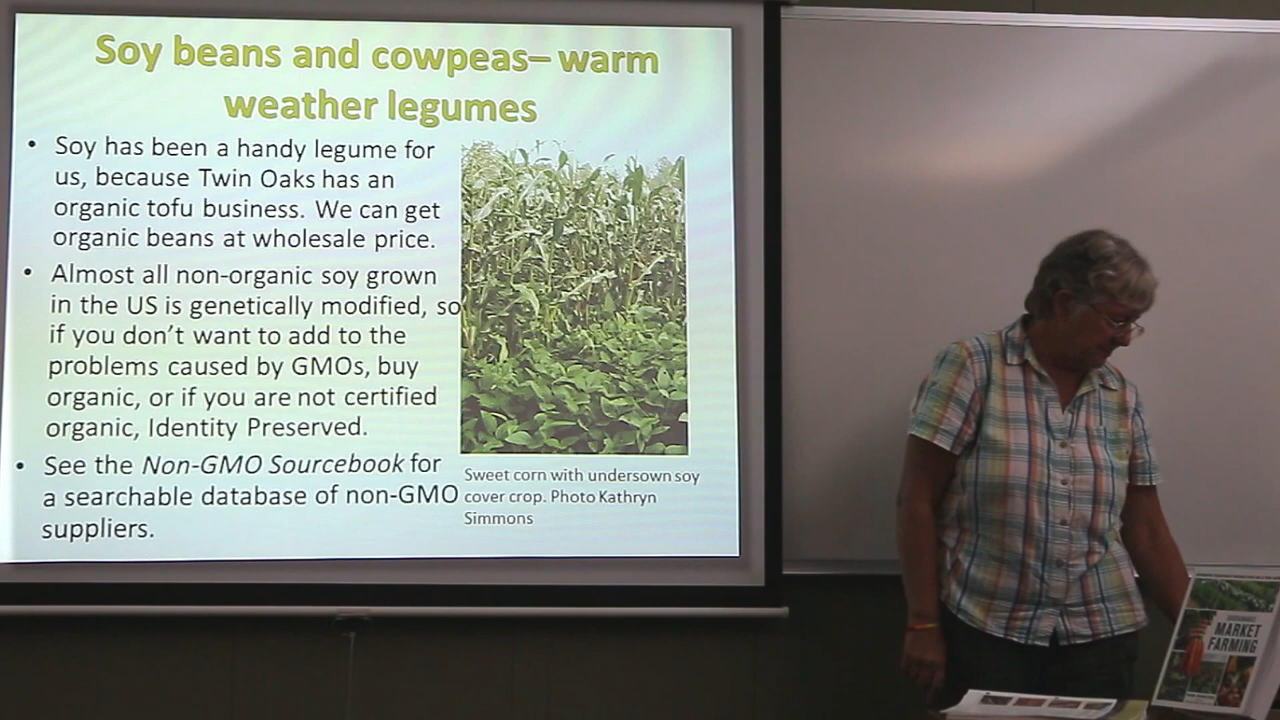 Soy beans and cowpeas– warm
weather legumes
• Soy has been a handy legume for
us, because Twin Oaks has an
organic tofu business. We can get
organic beans at wholesale price.
• Almost all non-organic soy grown
in the US is genetically modified, so
if you don’t want to add to the
problems caused by GMOs, buy
organic, or if you are not certified
organic, Identity Preserved.
• See the Non-GMO Sourcebook for
a searchable database of non-GMO
suppliers.
Sweet corn with undersown soy
cover crop. Photo Kathryn
Simmons
MARKET
FARMING